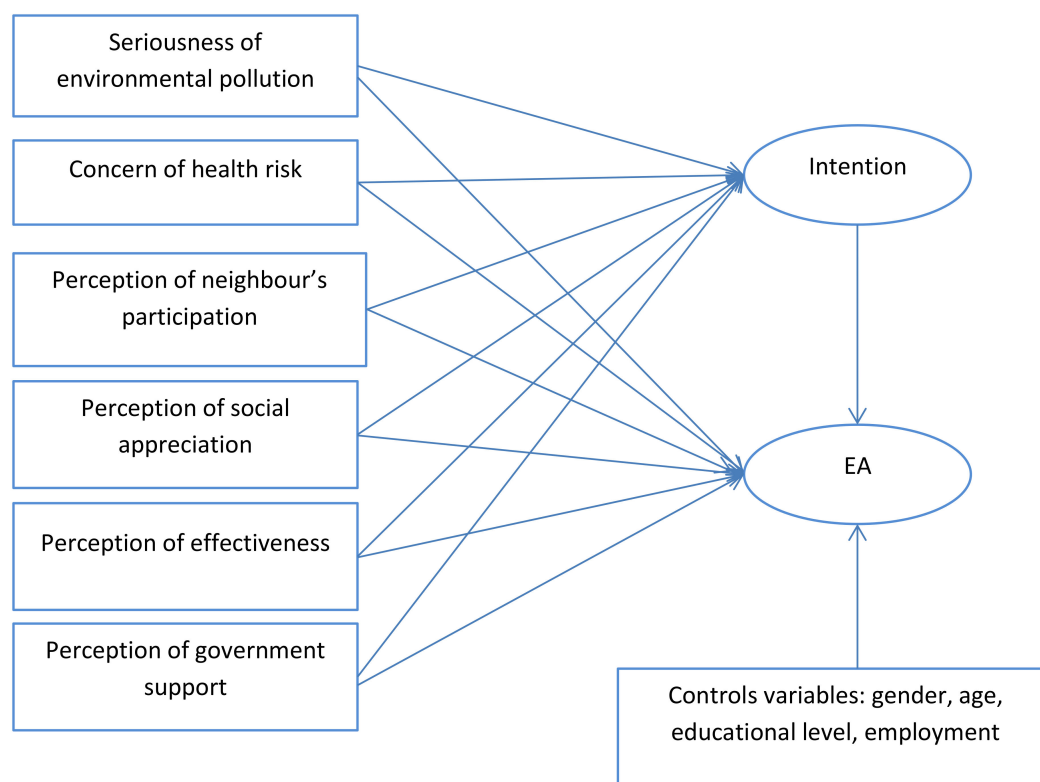 Seriousness of
environmental pollution
Concern of health risk
Perception of neighbour’s
participation
Perception of social
appreciation
Perception of effectiveness
Perception of government
support
Intention
EA
Controls variables: gender, age,
educational level, employment